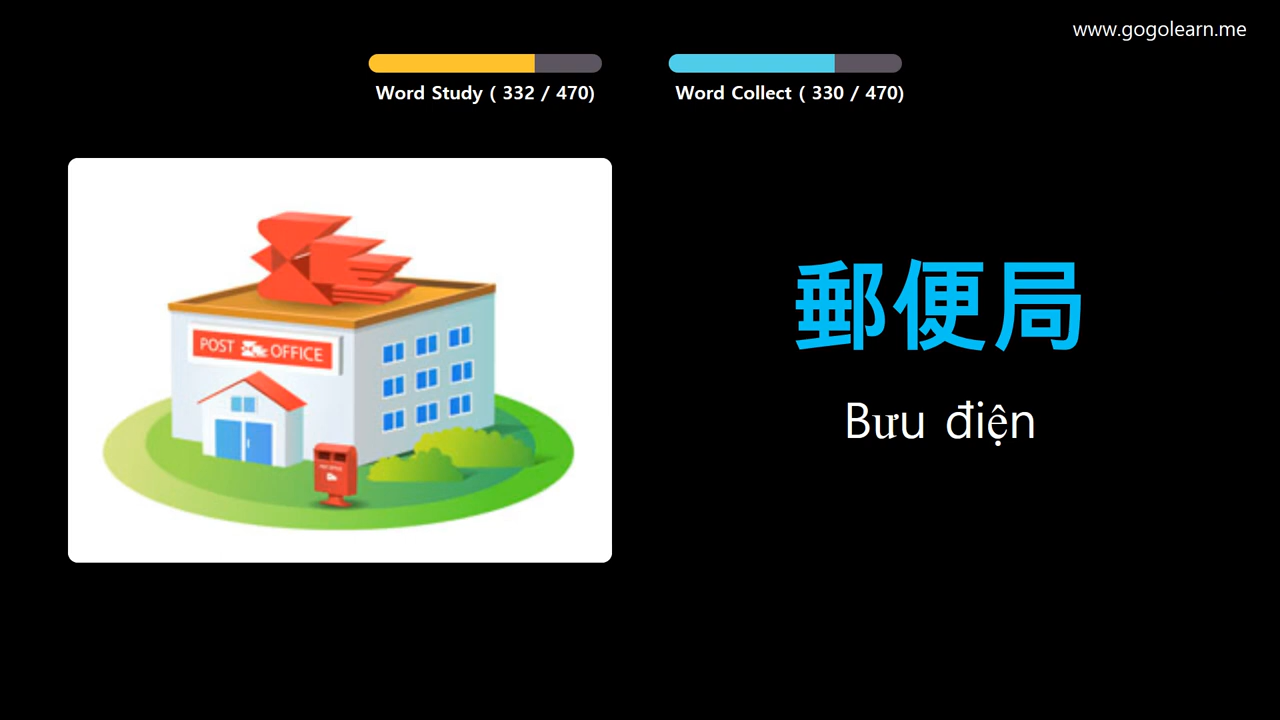 www.gogolearn.me
Word Study ( 332 / 470)
Word Collect ( 330 / 470)
POST OFFICE
郵便局
Bưu điện